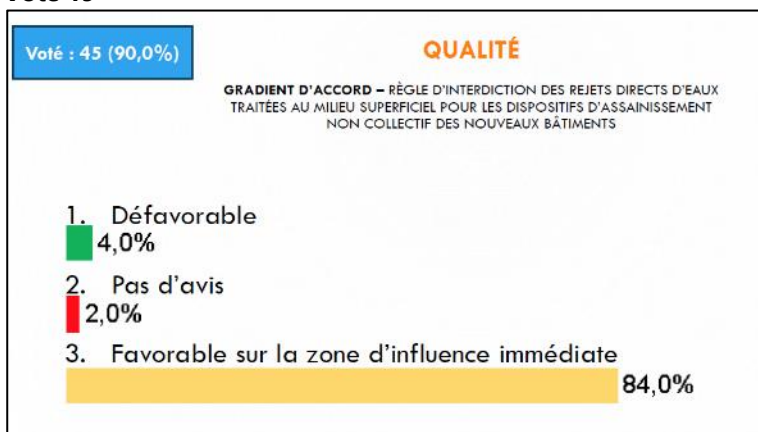 Voté : 45 (90,0%)
QUALITÉ
GRADIENT D'ACCORD – RÈGLE D'INTERDICTION DES REJETS DIRECTS D'EAUX
TRAITÉES AU MILIEU SUPERFICIEL POUR LES DISPOSITIFS D'ASSAINISSEMENT
NON COLLECTIF DES NOUVEAUX BÂTIMENTS
1. Défavorable
4,0%
2. Pas d'avis
2,0%
3. Favorable sur la zone d'influence immédiate
84,0%